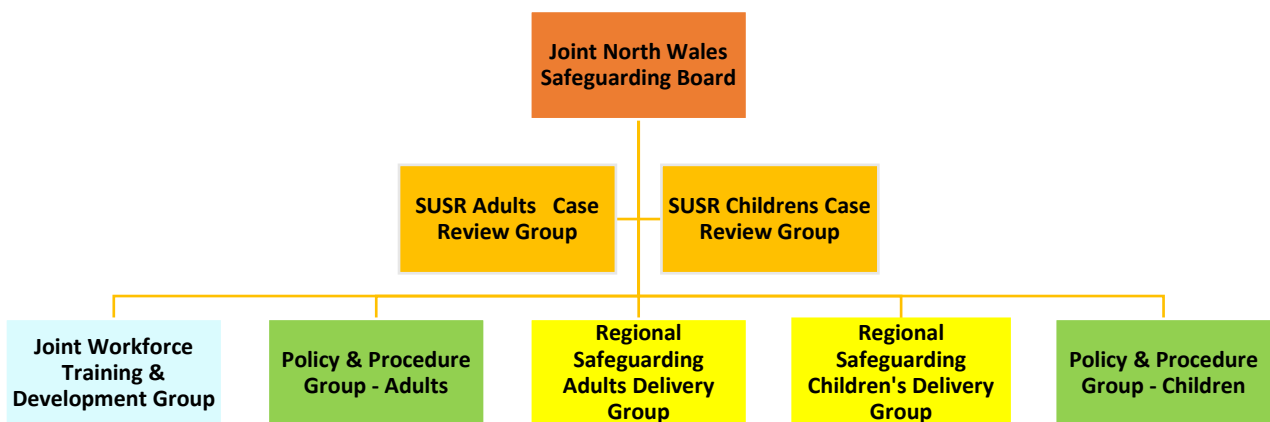 Joint North Wales
Safeguarding Board
SUSR Adults   Case
Review Group
SUSR Childrens Case
Review Group
Joint Workforce
Training &
Development Group
Policy & Procedure
Group - Adults
Regional
Safeguarding
Adults Delivery
Group
Regional
Safeguarding
Children's Delivery
Group
Policy & Procedure
Group - Children